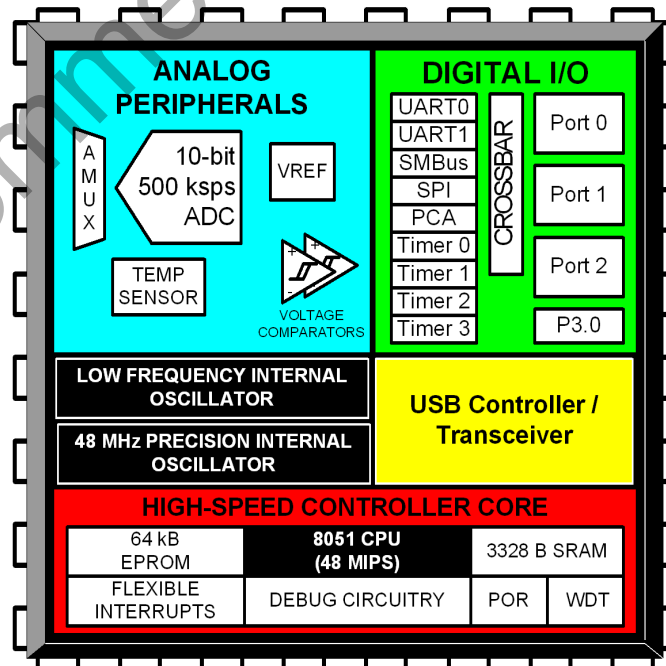 ANALOG
PERIPHERALS
A
M
U
X
10-bit
500 ksps
ADC
VREF
TEMP
SENSOR
+
+
-
VOLTAGE
COMPARATORS
DIGITAL I/O
UART0
UART1
SMBus
SPI
PCA
Timer 0
Timer 1
Timer 2
Timer 3
CROSSBAR
Port 0
Port 1
Port 2
P3.0
LOW FREQUENCY INTERNAL
OSCILLATOR
48 MHz PRECISION INTERNAL
OSCILLATOR
USB Controller /
Transceiver
HIGH-SPEED CONTROLLER CORE
64 kB
EPROM
8051 CPU
(48 MIPS)
3328 B SRAM
FLEXIBLE
INTERRUPTS
DEBUG CIRCUITRY
POR
WDT